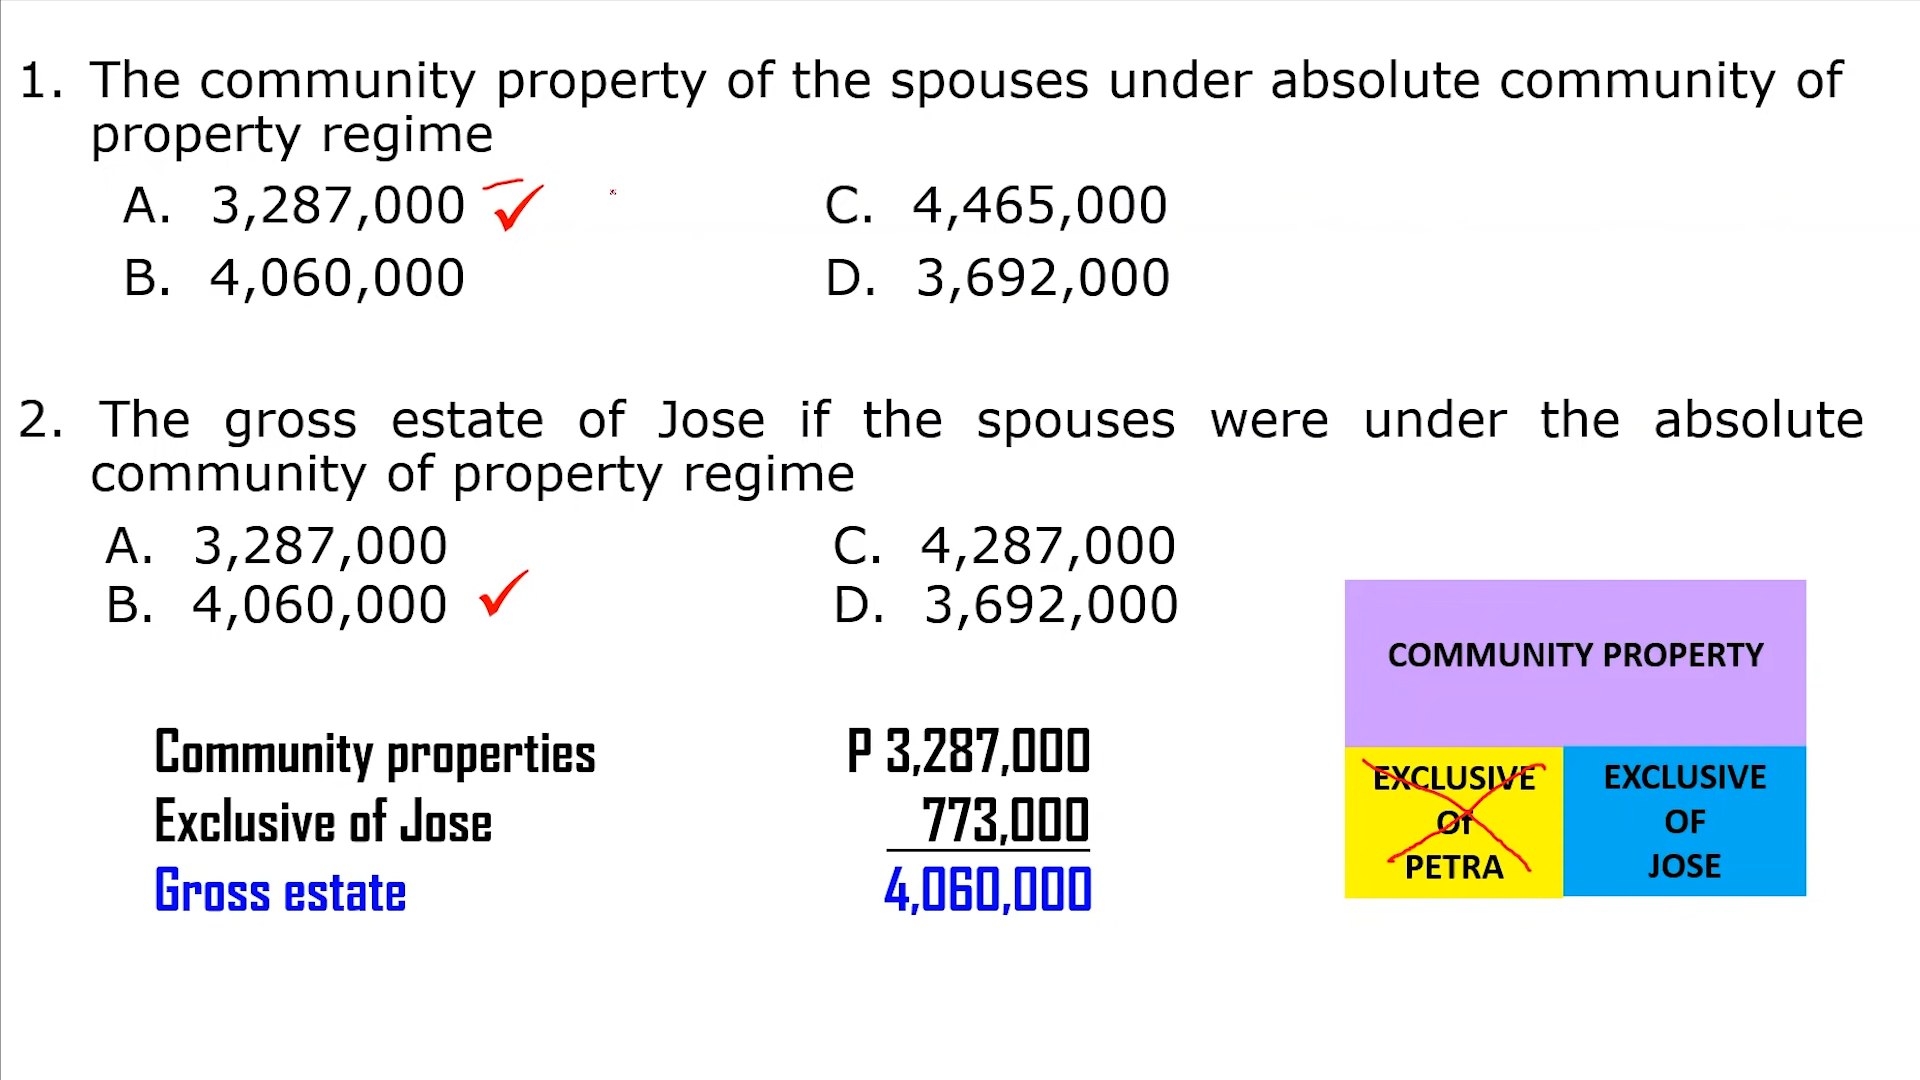 1. The community property of the spouses under absolute community of
property regime
A. 3,287,000
C. 4,465,000
B. 4,060,000
D. 3,692,000
2. The gross estate of Jose if the spouses were under the absolute
community of property regime
A. 3,287,000
C. 4,287,000
B. 4,060,000
D. 3,692,000
Community properties P 3,287,000
Exclusive of Jose 773,000
Gross estate 4,060,000
COMMUNITY PROPERTY
EXCLUSIVE
Of
PETRA
EXCLUSIVE
OF
JOSE